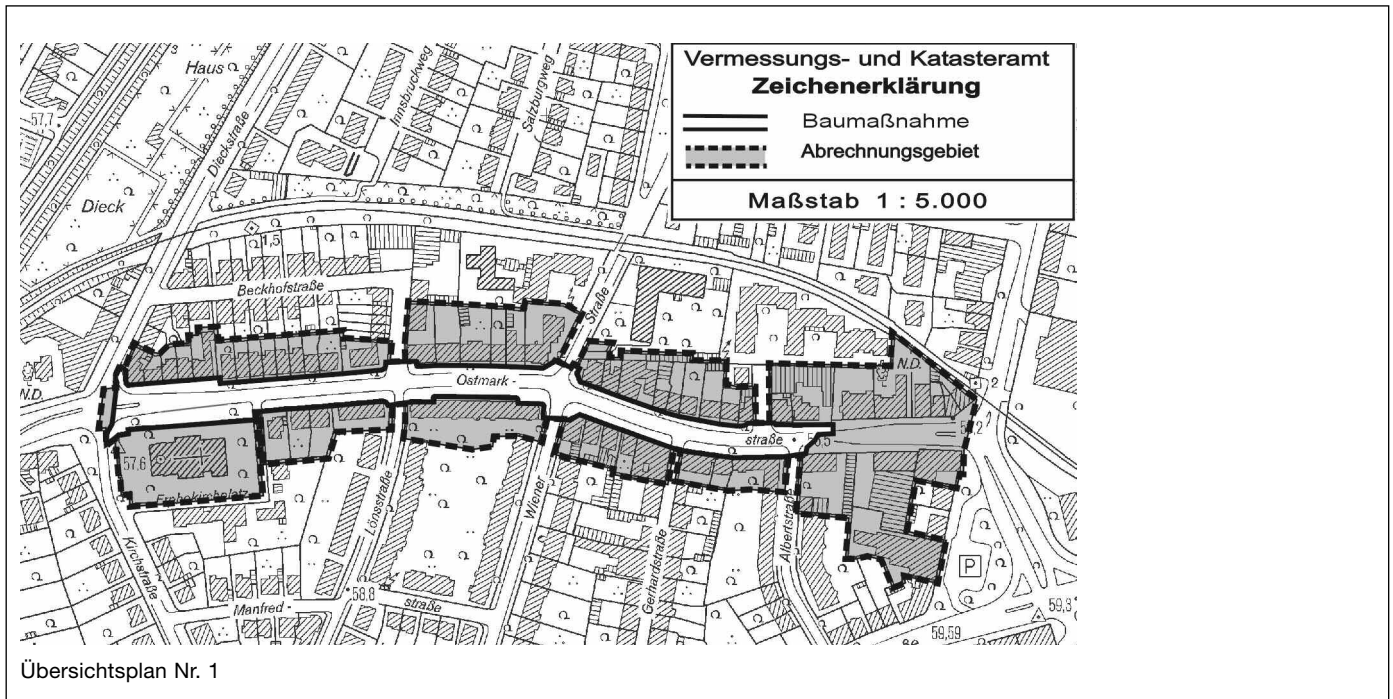 Vermessungs- und Katasteramt
Zeichenerklärung
Baumaßnahme
Abrechnungsgebiet
Maßstab 1 : 5.000
Haus
57,7
Dieckstraße
Innsbruckweg
Salzburgweg
Dieck
1,5
Beckhofstraße
Straße
N.D.
N.D.
Ostmark -
straße
57,6
Erphokirchplatz
Kirchstraße
Lönsstraße
Wiener
Gerhardstraße
Albertstraße
P
Manfred -
58,8
straße
59,3
59,59
Übersichtsplan Nr. 1